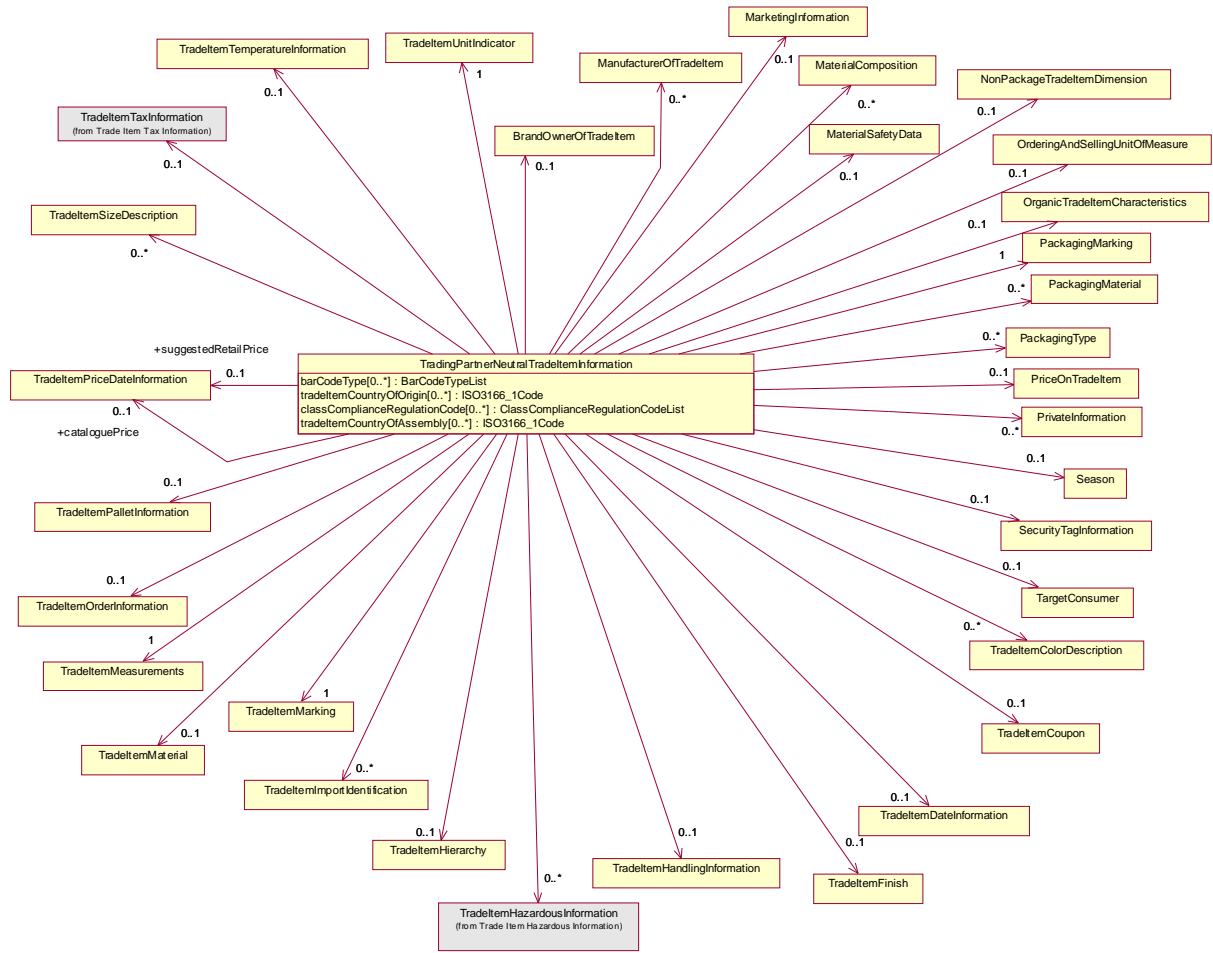 MarketingInformation
0..1
TradeItemUnitIndicator
1
TradeItemTemperatureInformation
0..1
ManufacturerOfTradeItem
0..*
MaterialComposition
0..*
NonPackageTradeItemDimension
0..1
TradeItemTaxInformation
(from Trade Item Tax Information)
0..1
BrandOwnerOfTradeItem
0..1
MaterialSafetyData
0..1
OrderingAndSellingUnitOfMeasure
0..1
OrganicTradeItemCharacteristics
0..1
TradeItemSizeDescription
0..*
PackagingMarking
1
PackagingMaterial
0..*
PackagingType
0..*
+suggestedRetailPrice
TradeItemPriceDateInformation
0..1
0..1
+cataloguePrice
TradingPartnerNeutralTradeItemInformation
barCodeType[0..*] : BarCodeTypeList
tradeItemCountryOfOrigin[0..*] : ISO3166_1Code
classComplianceRegulationCode[0..*] : ClassComplianceRegulationCodeList
tradeItemCountryOfAssembly[0..*] : ISO3166_1Code
PriceOnTradeItem
0..1
PrivateInformation
0..*
0..1
Season
0..1
TradeItemPalletInformation
0..1
SecurityTagInformation
0..1
TradeItemOrderInformation
0..1
TargetConsumer
1
TradeItemMeasurements
0..*
TradeItemColorDescription
1
TradeItemMarking
0..1
TradeItemCoupon
0..1
TradeItemMaterial
0..*
TradeItemImportIdentification
0..1
TradeItemDateInformation
0..1
TradeItemHierarchy
0..1
TradeItemHandlingInformation
0..1
TradeItemFinish
0..*
TradeItemHazardousInformation
(from Trade Item Hazardous Information)